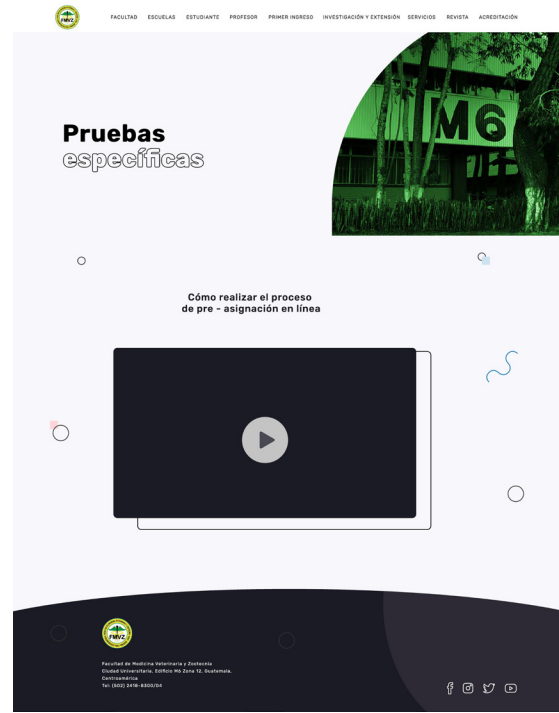 FMVZ
FACULTAD ESCUELAS ESTUDIANTE PROFESOR PRIMER INGRESO INVESTIGACIÓN Y EXTENSIÓN SERVICIOS REVISTA ACREDITACIÓN
M6
Pruebas
específicas
Cómo realizar el proceso
de pre - asignación en línea
FMVZ
Facultad de Medicina Veterinaria y Zootecnia
Ciudad Universitaria, Edificio M6 Zona 12, Guatemala,
Centroamérica
Tel: (502) 2418-8300/04